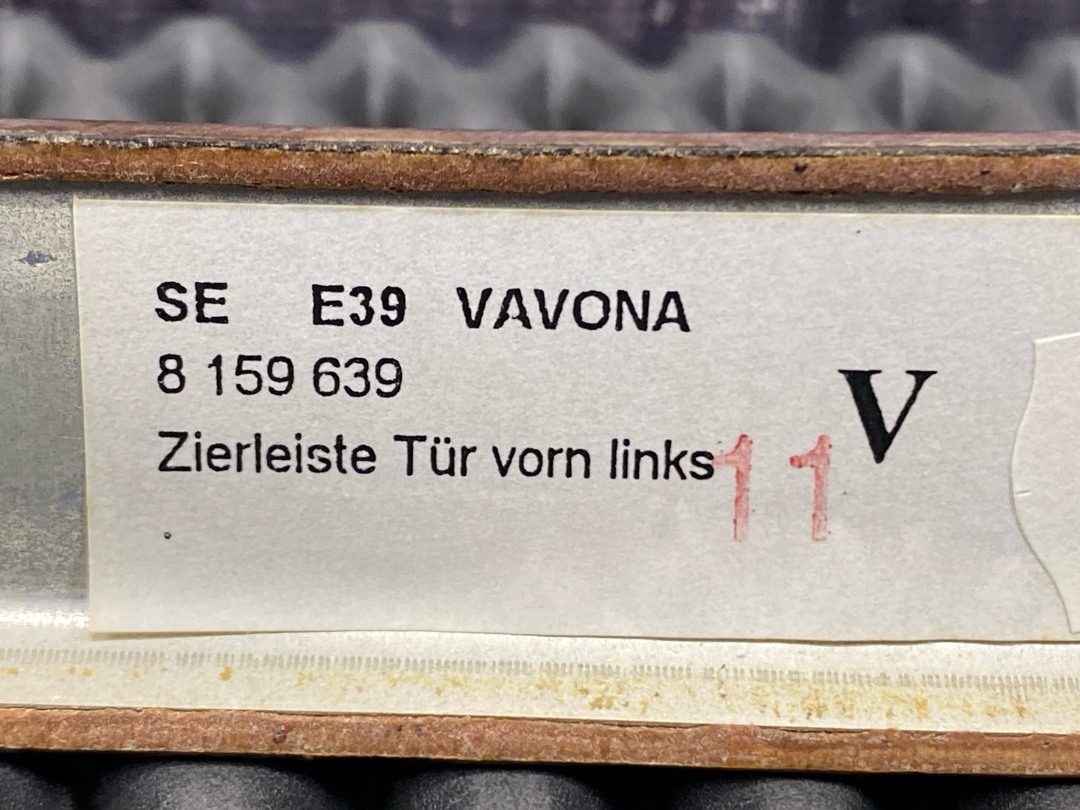 SE E39 VAVONA
8 159 639
V
Zierleiste Tür vorn links
11